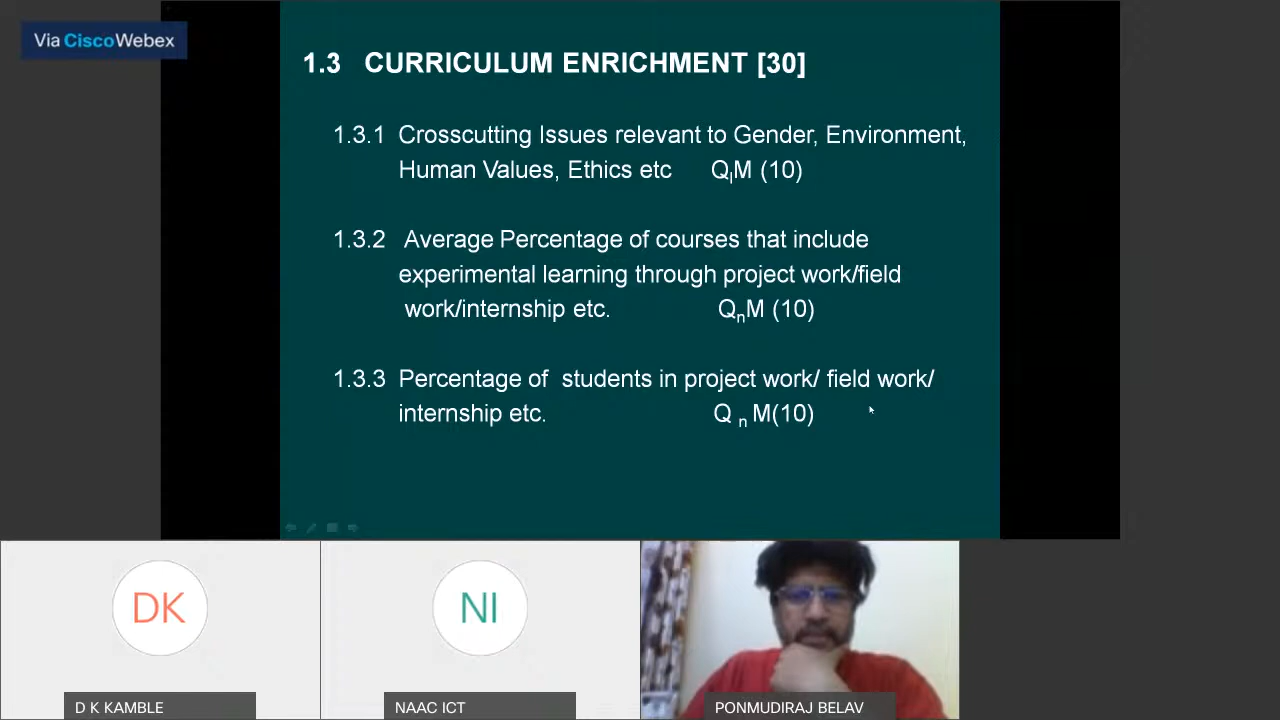 Via CiscoWebex
1.3 CURRICULUM ENRICHMENT [30]
1.3.1 Crosscutting Issues relevant to Gender, Environment,
Human Values, Ethics etc QlM (10)
1.3.2 Average Percentage of courses that include
experimental learning through project work/field
work/internship etc. QnM (10)
1.3.3 Percentage of students in project work/ field work/
internship etc. Q n M(10)
DK
NI
D K KAMBLE
NAAC ICT
PONMUDIRAJ BELAV